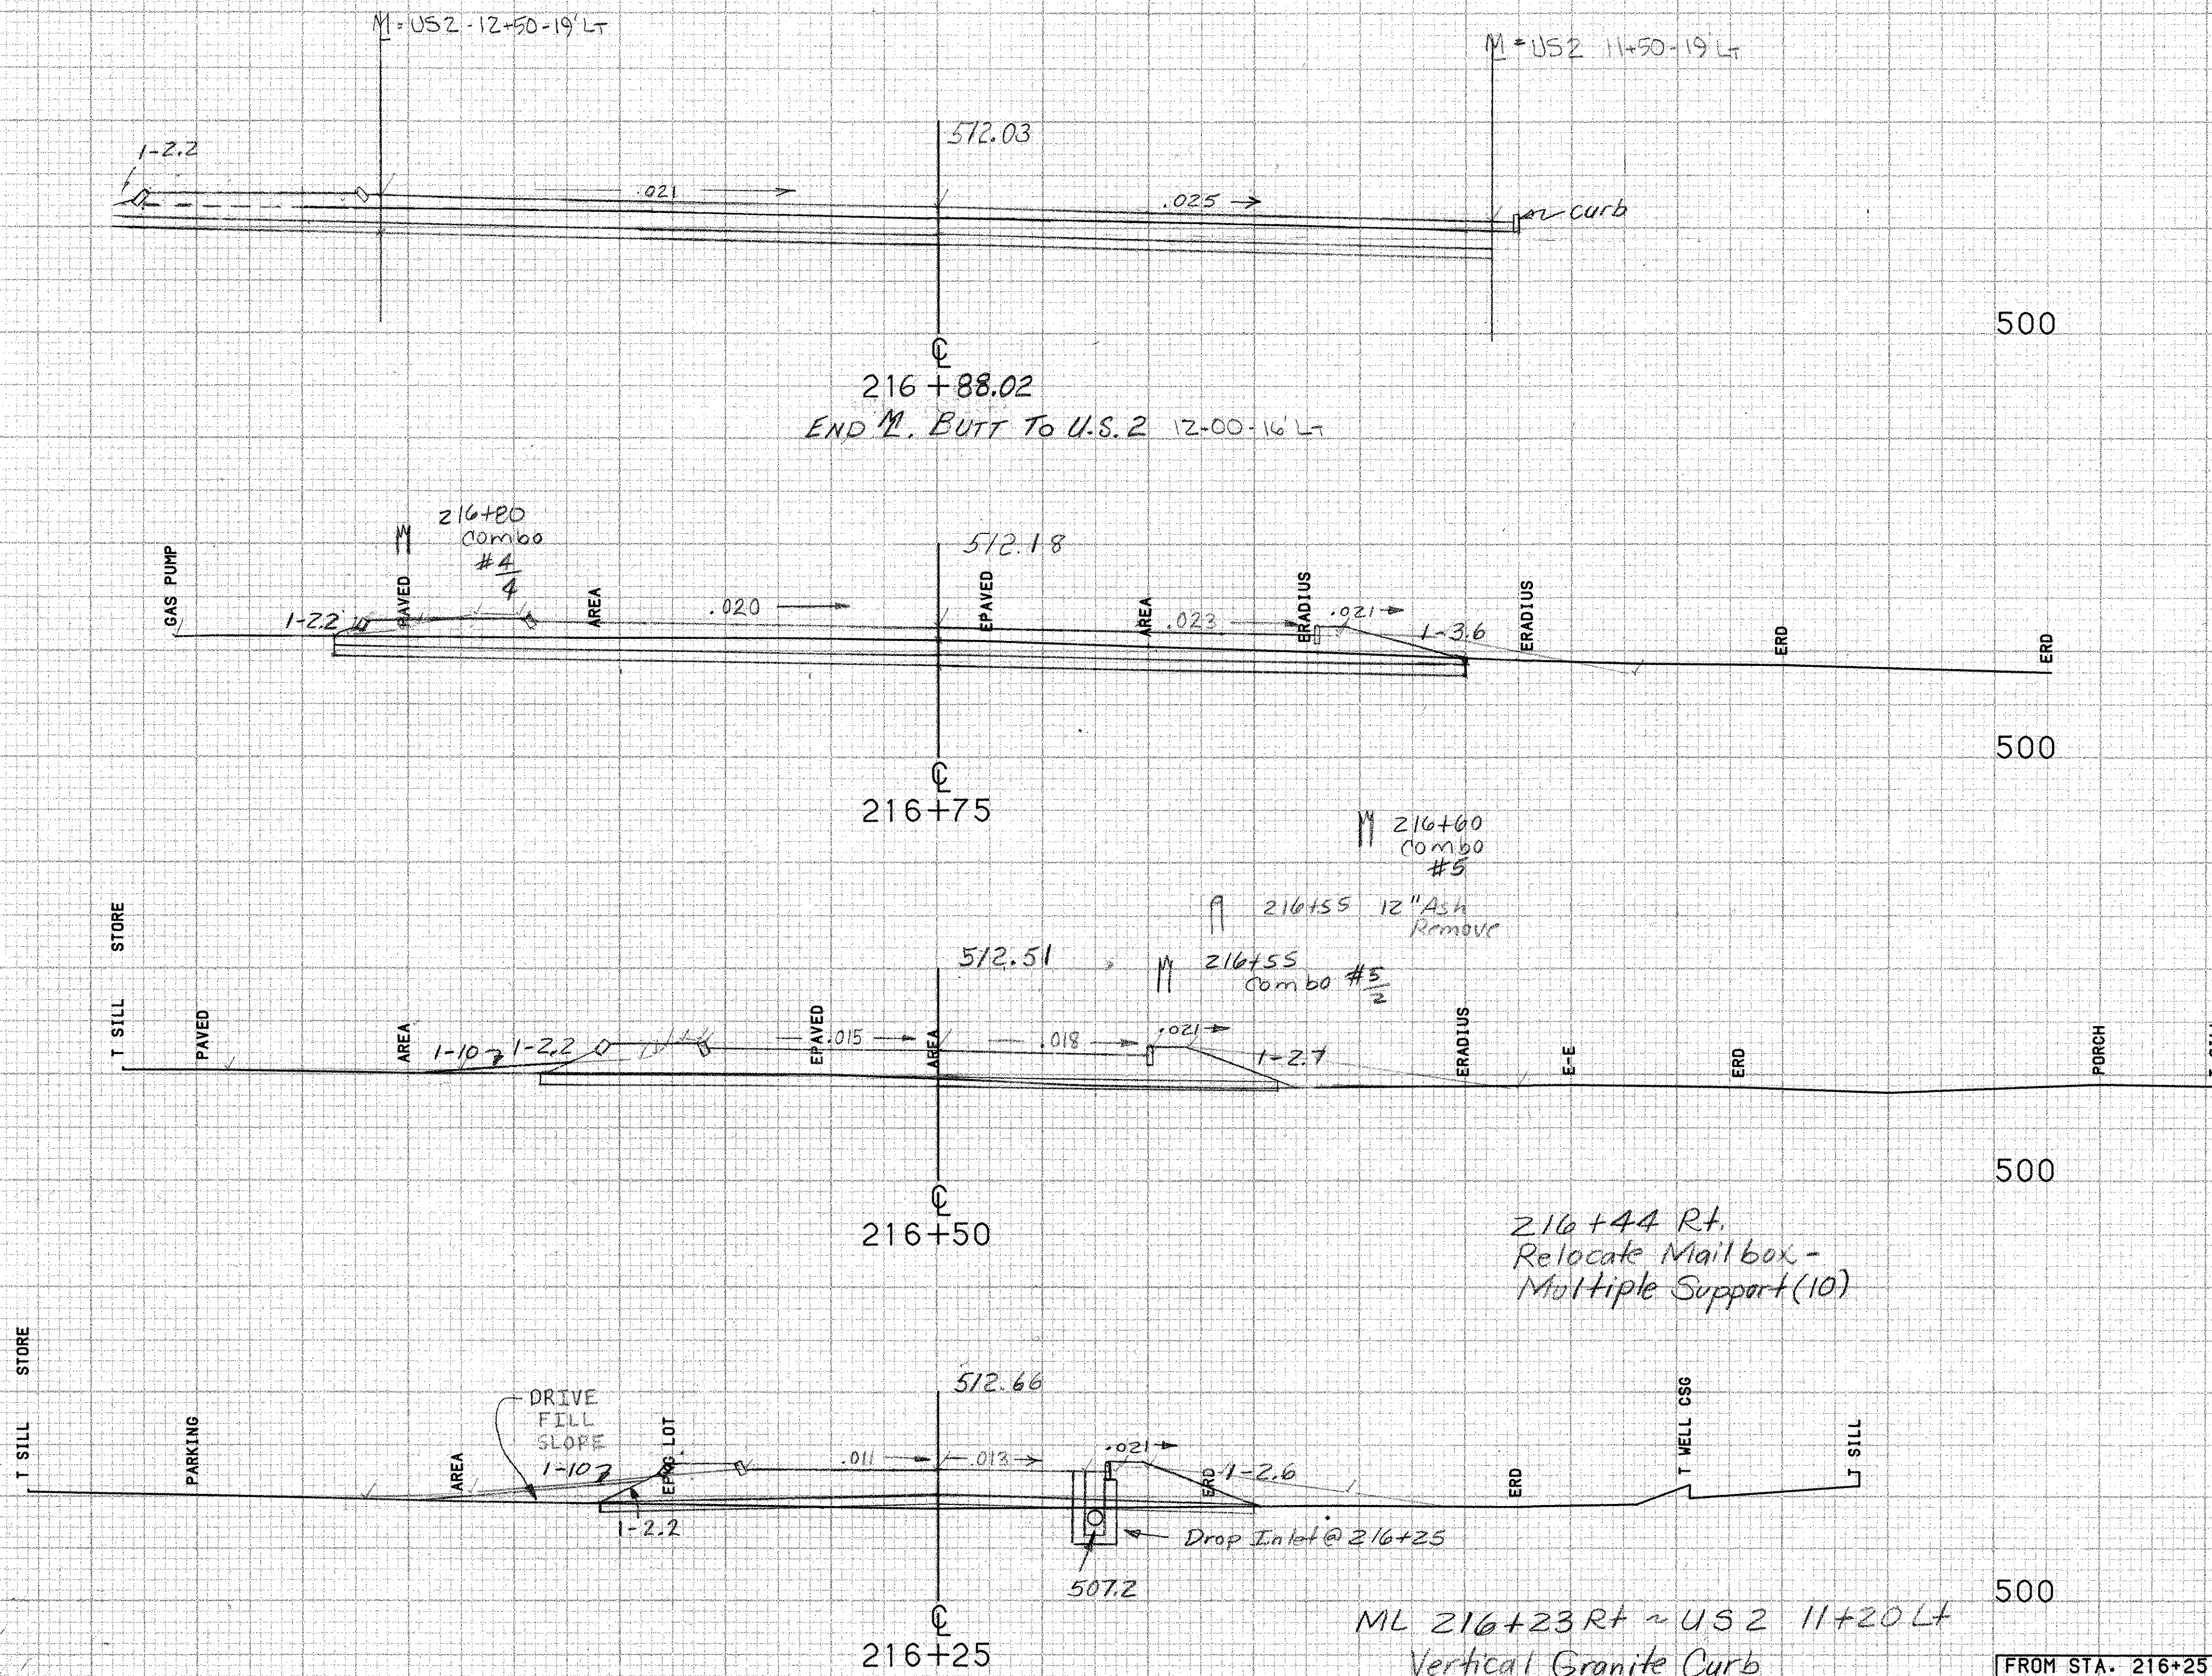 M = US2 - 12+50 - 19' LT
M = US2 11+50 - 19' LT
512.03
1-2.2
.021
.025
curb
500
216 + 88.02
END M. BUTT TO U.S. 2 12-00-16' LT
216+80
Combo
#4/4
512.18
GAS PUMP
PAVED
AREA
EPAVED
AREA
ERADIUS
ERADIUS
ERD
ERD
1-2.2
.020
.023
.021
1-3.6
500
216+75
216+60
Combo
#5
216+55 12" Ash
Remove
512.51
216+55
Combo #5/2
T SILL STORE
PAVED
AREA
EPAVED
AREA
ERADIUS
E-E
ERD
PORCH
1-10
1-2.2
.015
.018
.021
1-2.7
500
216+50
216+44 Rt.
Relocate Mailbox -
Multiple Support (10)
512.66
T SILL STORE
PARKING
AREA
DRIVE
FILL
SLOPE
1-10
LOT
.011
.013
.021
ERD
1-2.6
ERD
T WELL CSG
T SILL
1-2.2
Drop Inlet @ 216+25
507.2
500
216+25
ML 216+23 Rt ~ US 2 11+20 Lt
Vertical Granite Curb
FROM STA. 216+25